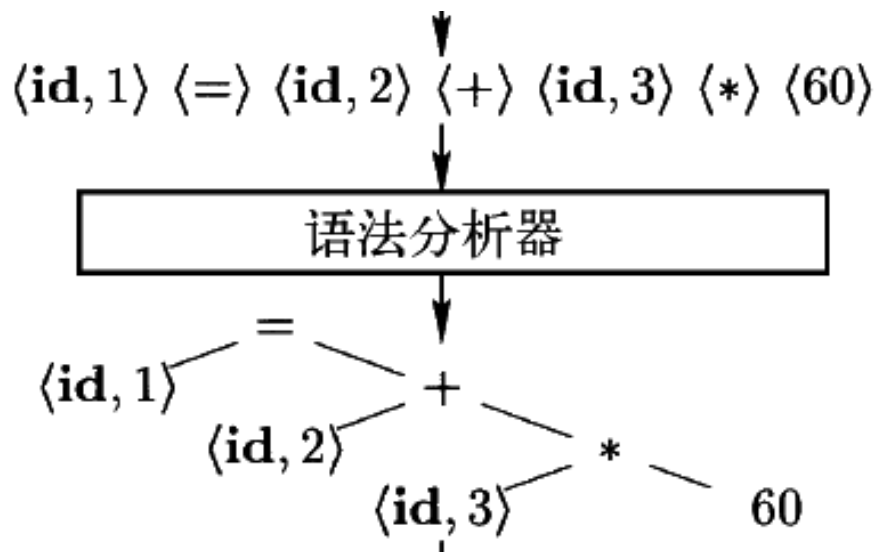 ⟨id, 1⟩ ⟨=⟩ ⟨id, 2⟩ ⟨+⟩ ⟨id, 3⟩ ⟨*⟩ ⟨60⟩
语法分析器
=
⟨id, 1⟩ +
⟨id, 2⟩ *
⟨id, 3⟩ 60